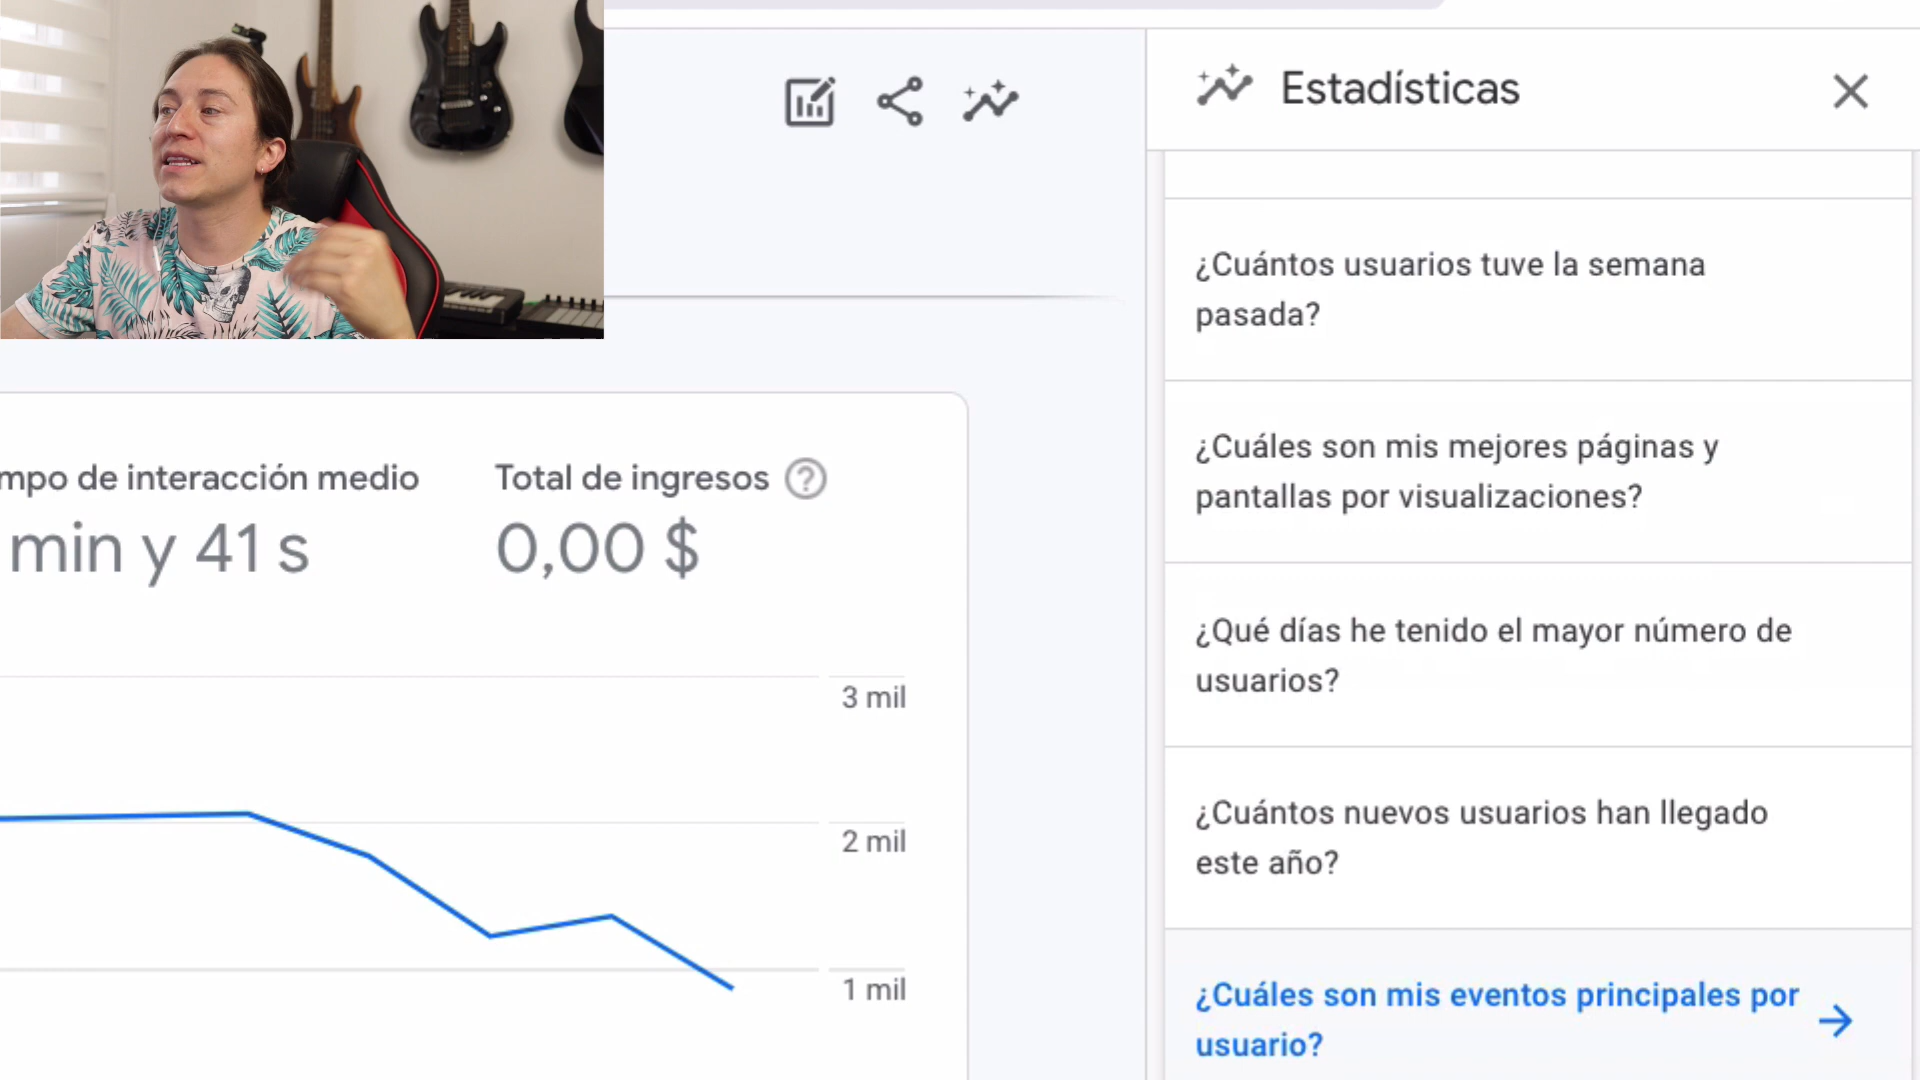 Estadísticas
¿Cuántos usuarios tuve la semana
pasada?
¿Cuáles son mis mejores páginas y
pantallas por visualizaciones?
¿Qué días he tenido el mayor número de
usuarios?
¿Cuántos nuevos usuarios han llegado
este año?
¿Cuáles son mis eventos principales por
usuario?
mpo de interacción medio
min y 41 s
Total de ingresos
0,00 $
3 mil
2 mil
1 mil